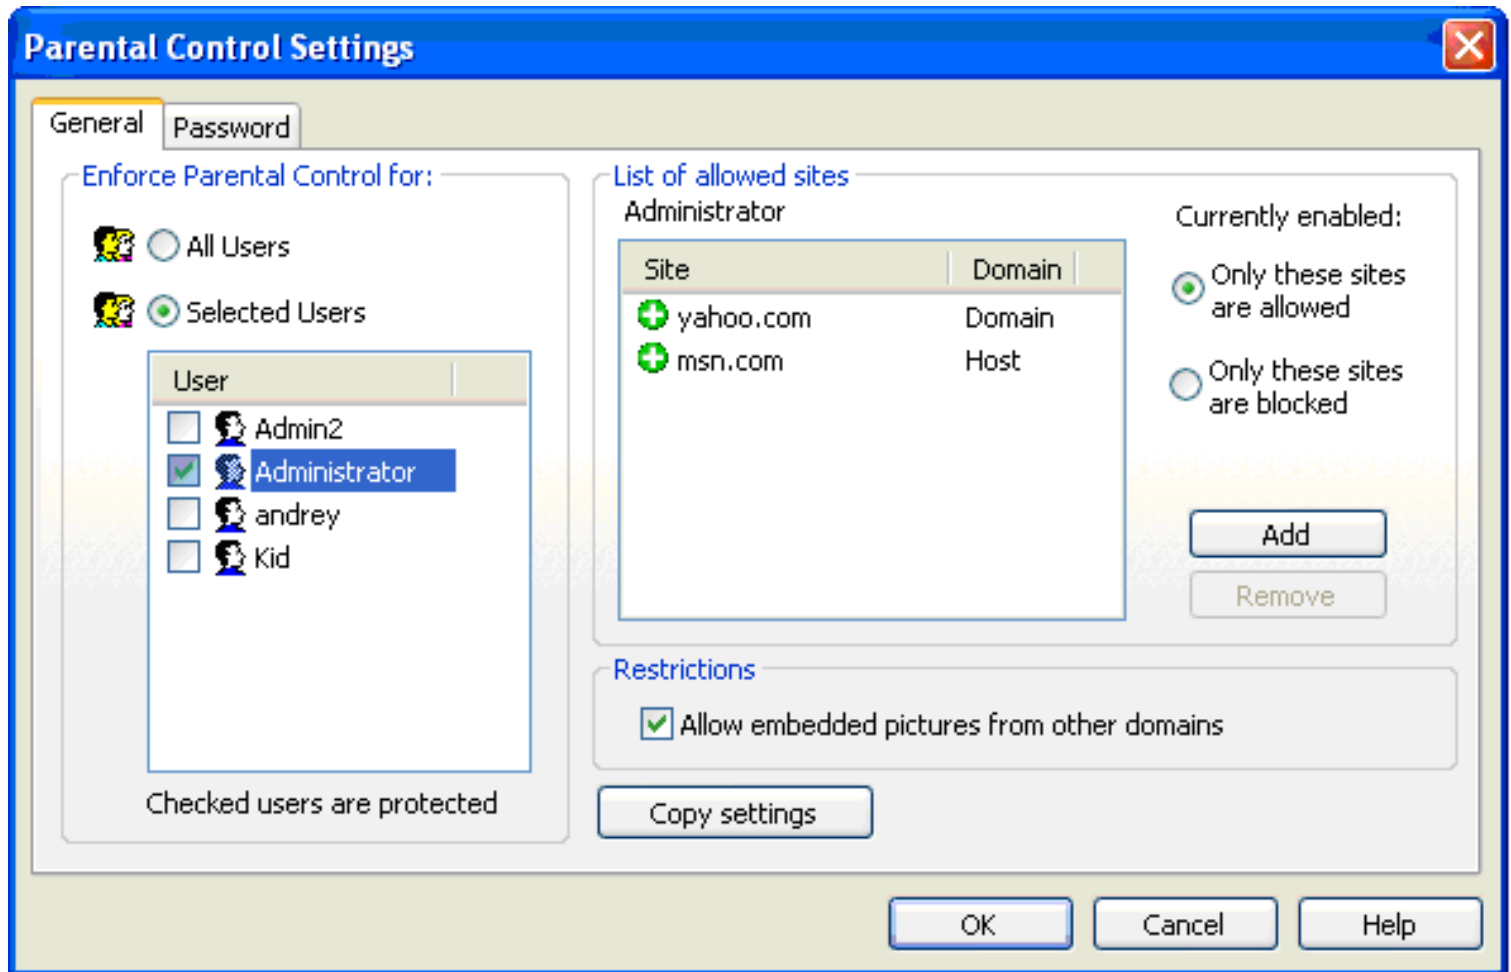 Parental Control Settings
General
Password
Enforce Parental Control for:
All Users
Selected Users
User
Admin2
Administrator
andrey
Kid
Checked users are protected
List of allowed sites
Administrator
Site Domain
yahoo.com Domain
msn.com Host
Currently enabled:
Only these sites
are allowed
Only these sites
are blocked
Add
Remove
Restrictions
Allow embedded pictures from other domains
Copy settings
OK
Cancel
Help